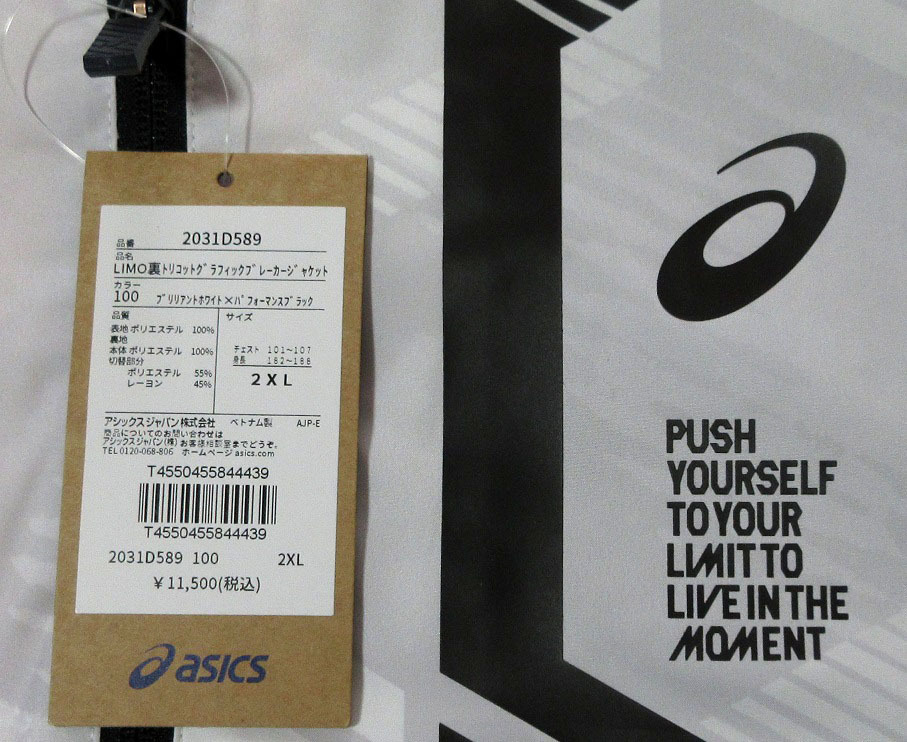 品番 2031D589
品名
LIMO裏トリコットグラフィックブレーカージャケット
カラー
100 ブリリアントホワイト×パフォーマンスブラック
品質
表地 ポリエステル 100%
裏地
本体 ポリエステル 100%
切替部分
ポリエステル 55%
レーヨン 45%
サイズ
チェスト 101~107
身長 182~188
2XL
アシックスジャパン株式会社 ベトナム製 AJP-E
商品についてのお問い合わせは
アシックスジャパン(株)お客様相談室までどうぞ。
TEL 0120-068-806 ホームページ asics.com
T4550455844439
T4550455844439
2031D589 100 2XL
¥11,500(税込)
asics
PUSH
YOURSELF
TO YOUR
LIMIT TO
LIVE IN THE
MOMENT